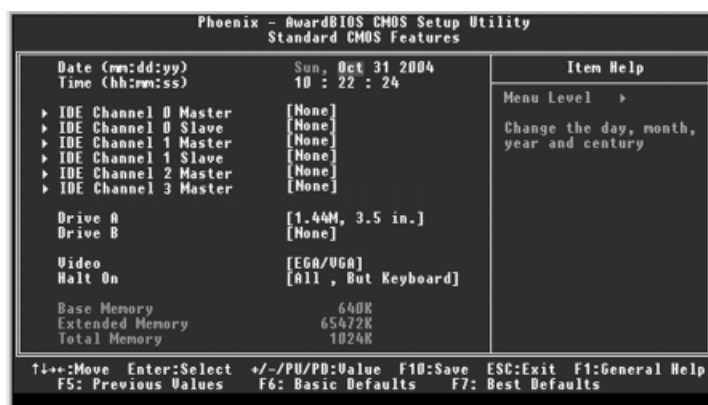 Phoenix - AwardBIOS CMOS Setup Utility
Standard CMOS Features
Date (mm:dd:yy) Sun, Oct 31 2004
Time (hh:mm:ss) 10 : 22 : 24
▸ IDE Channel 0 Master [None]
▸ IDE Channel 0 Slave [None]
▸ IDE Channel 1 Master [None]
▸ IDE Channel 1 Slave [None]
▸ IDE Channel 2 Master [None]
▸ IDE Channel 3 Master [None]
Drive A [1.44M, 3.5 in.]
Drive B [None]
Video [EGA/VGA]
Halt On [All , But Keyboard]
Base Memory 640K
Extended Memory 65472K
Total Memory 1024K
Item Help
Menu Level ▸
Change the day, month,
year and century
↑↓→←:Move Enter:Select +/-/PU/PD:Value F10:Save ESC:Exit F1:General Help
F5: Previous Values F6: Basic Defaults F7: Best Defaults